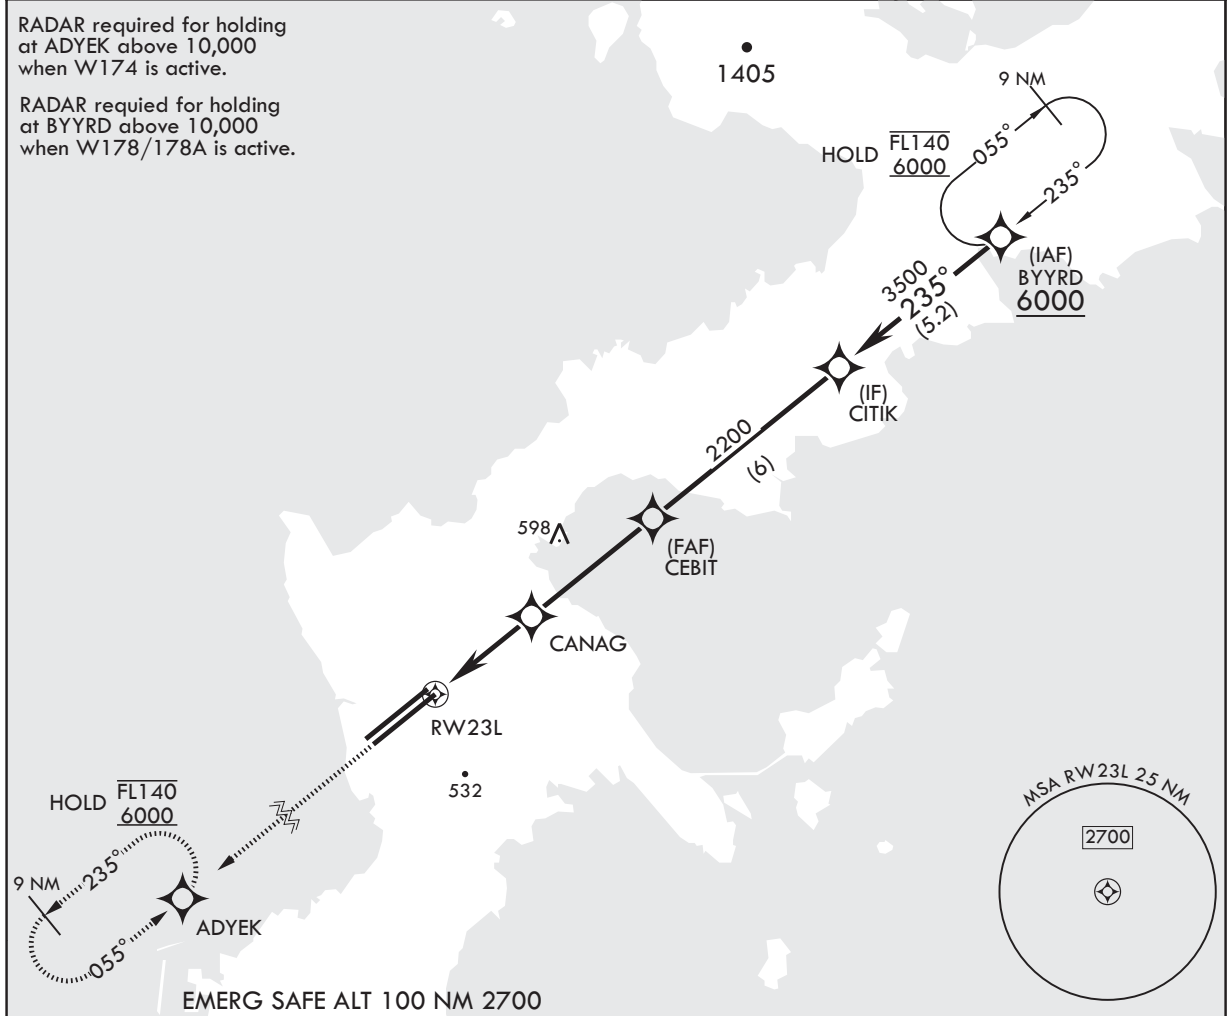 RADAR required for holding
at ADYEK above 10,000
when W174 is active.
RADAR requied for holding
at BYYRD above 10,000
when W178/178A is active.
1405
9 NM
HOLD FL140
6000
055°
235°
(IAF)
BYYRD
6000
3500
235°
(5.2)
(IF)
CITIK
2200
(6)
598
(FAF)
CEBIT
CANAG
RW23L
532
HOLD FL140
6000
9 NM
235°
055°
ADYEK
MSA RW23L 25 NM
2700
EMERG SAFE ALT 100 NM 2700